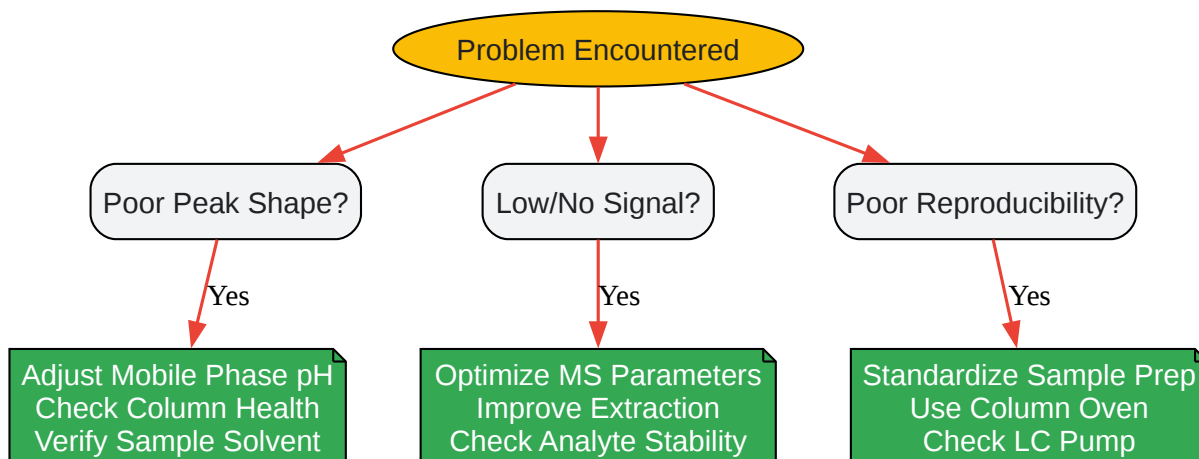 Problem Encountered
Poor Peak Shape?
Low/No Signal?
Poor Reproducibility?
Yes
Yes
Yes
Adjust Mobile Phase pH
Check Column Health
Verify Sample Solvent
Optimize MS Parameters
Improve Extraction
Check Analyte Stability
Standardize Sample Prep
Use Column Oven
Check LC Pump